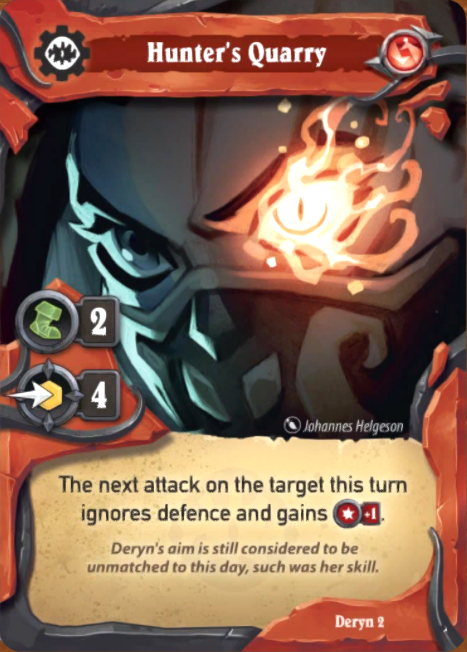 Hunter's Quarry
2
4
Johannes Helgeson
The next attack on the target this turn
ignores defence and gains +1.
Deryn's aim is still considered to be
unmatched to this day, such was her skill.
Deryn 2